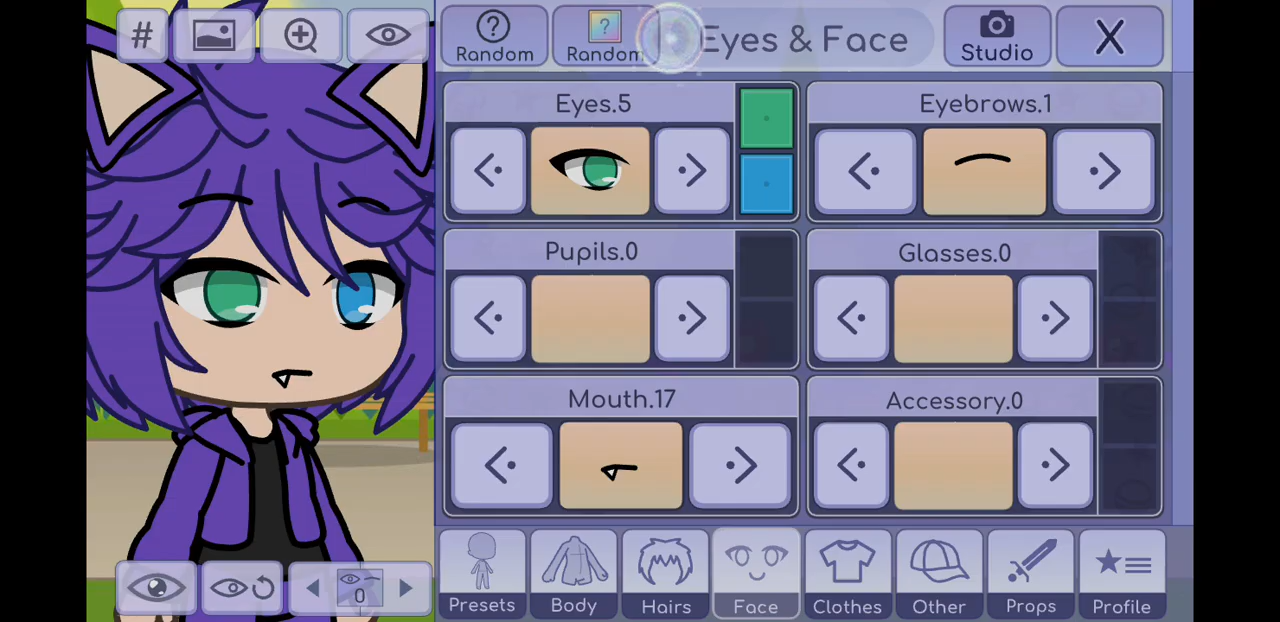 #
?
Random
?
Random
Eyes & Face
Studio
X
Eyes.5
Eyebrows.1
Pupils.0
Glasses.0
Mouth.17
Accessory.0
0
Presets
Body
Hairs
Face
Clothes
Other
Props
Profile